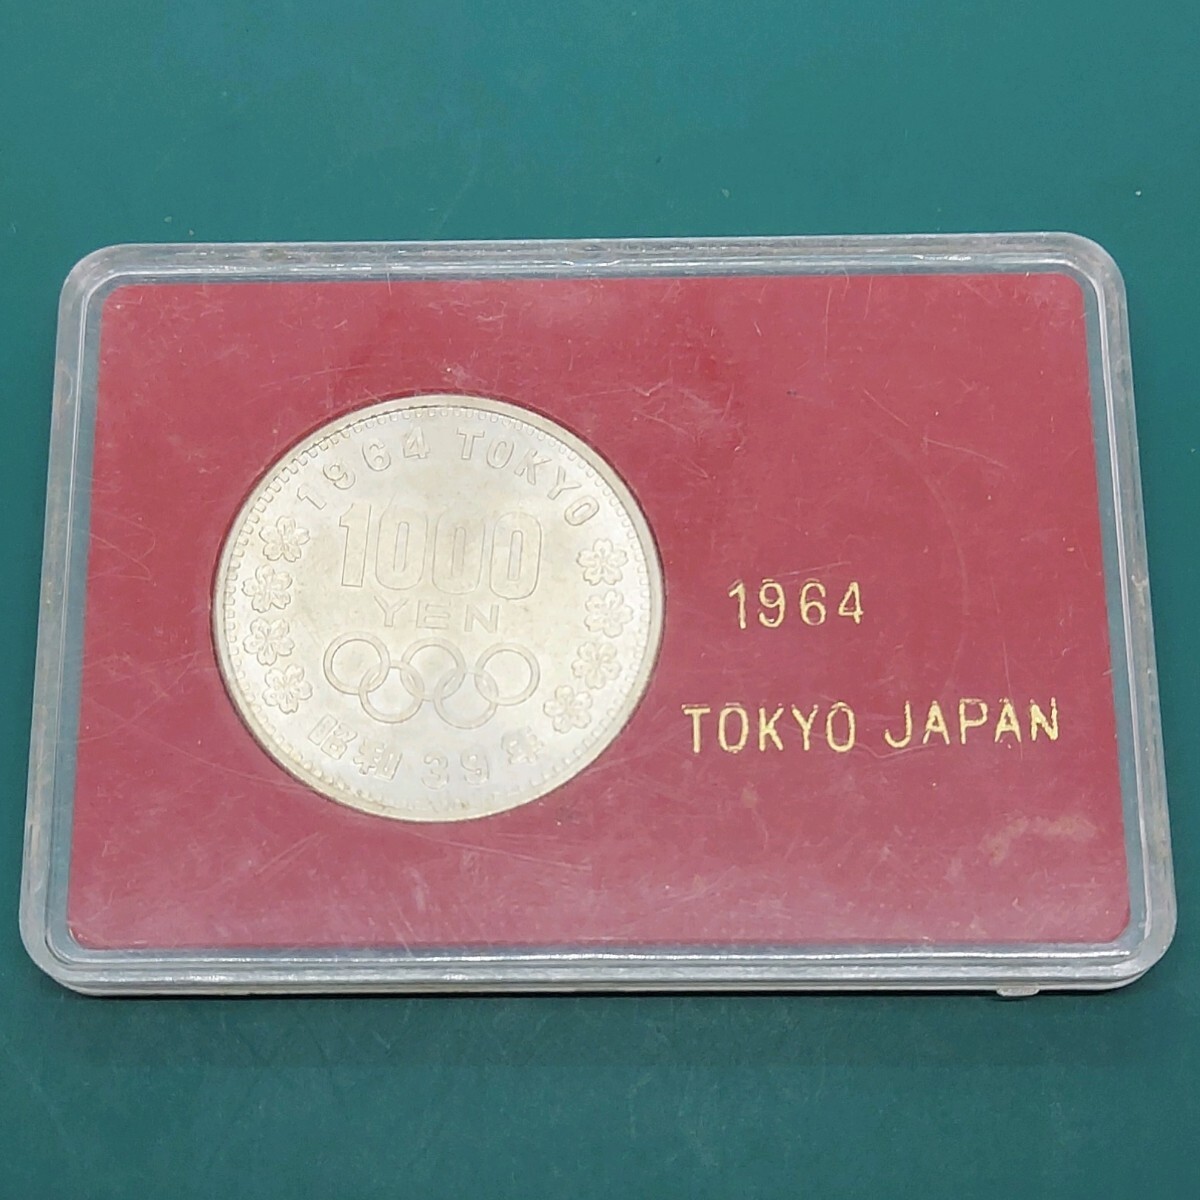 1964 TOKYO
1000
YEN
昭和39年
1964
TOKYO JAPAN